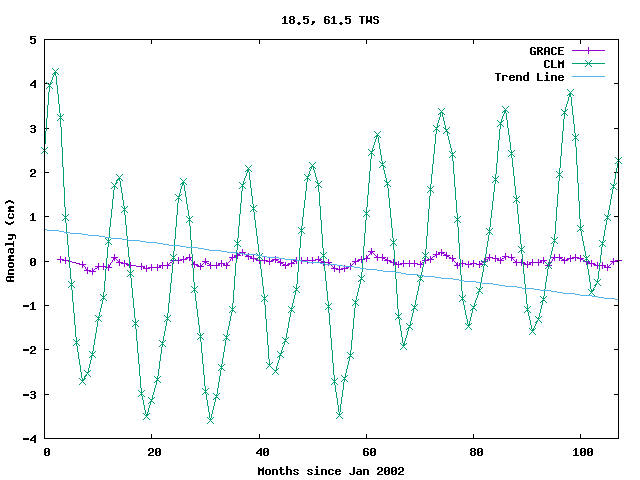 18.5, 61.5 TWS
GRACE
CLM
Trend Line
Anomaly (cm)
5
4
3
2
1
0
-1
-2
-3
-4
0 20 40 60 80 100
Months since Jan 2002